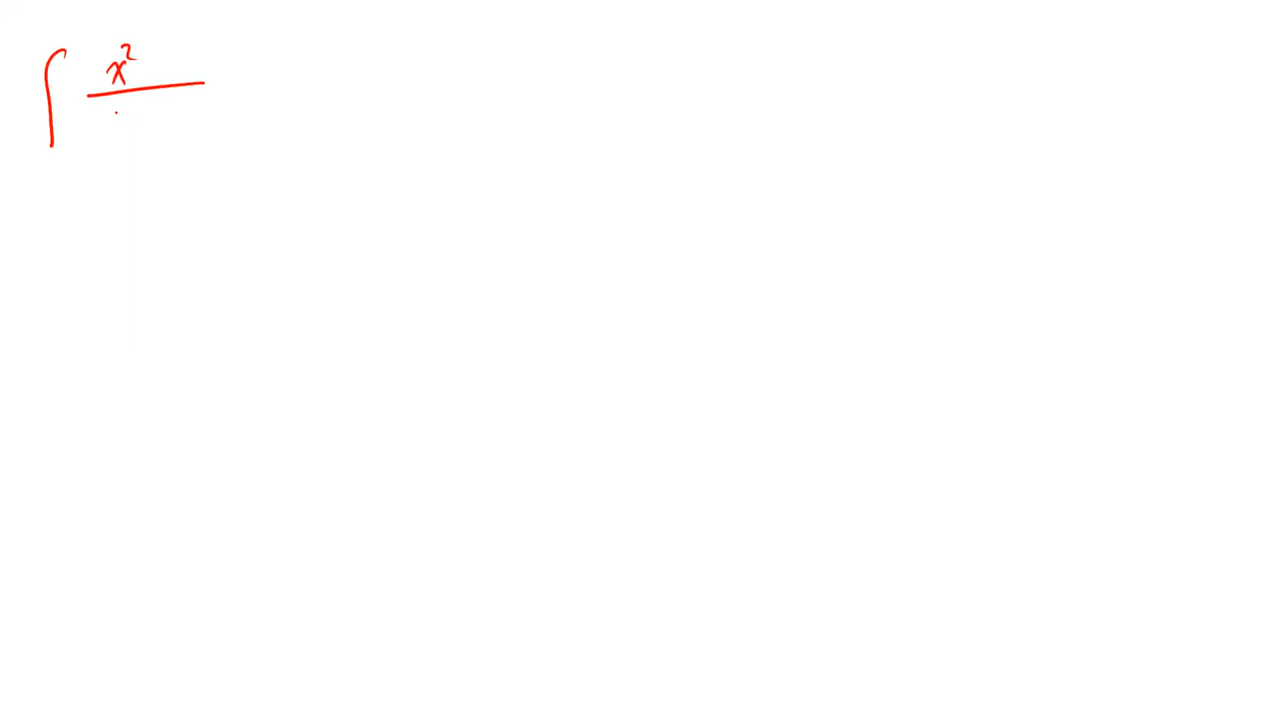 ∫ x²